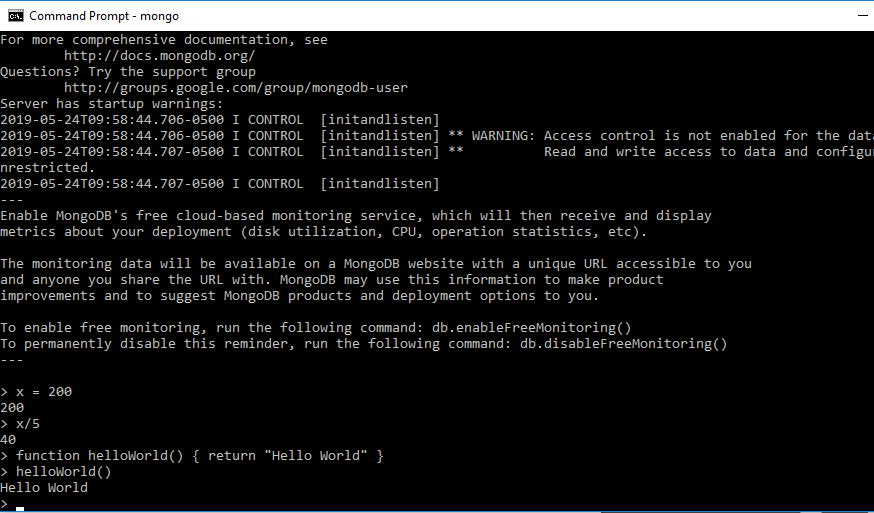 Command Prompt - mongo
For more comprehensive documentation, see
http://docs.mongodb.org/
Questions? Try the support group
http://groups.google.com/group/mongodb-user
Server has startup warnings:
2019-05-24T09:58:44.706-0500 I CONTROL [initandlisten]
2019-05-24T09:58:44.706-0500 I CONTROL [initandlisten] ** WARNING: Access control is not enabled for the data
2019-05-24T09:58:44.707-0500 I CONTROL [initandlisten] ** Read and write access to data and configu
nrestricted.
2019-05-24T09:58:44.707-0500 I CONTROL [initandlisten]
---
Enable MongoDB's free cloud-based monitoring service, which will then receive and display
metrics about your deployment (disk utilization, CPU, operation statistics, etc).
The monitoring data will be available on a MongoDB website with a unique URL accessible to you
and anyone you share the URL with. MongoDB may use this information to make product
improvements and to suggest MongoDB products and deployment options to you.
To enable free monitoring, run the following command: db.enableFreeMonitoring()
To permanently disable this reminder, run the following command: db.disableFreeMonitoring()
---
> x = 200
200
> x/5
40
> function helloWorld() { return "Hello World" }
> helloWorld()
Hello World
>